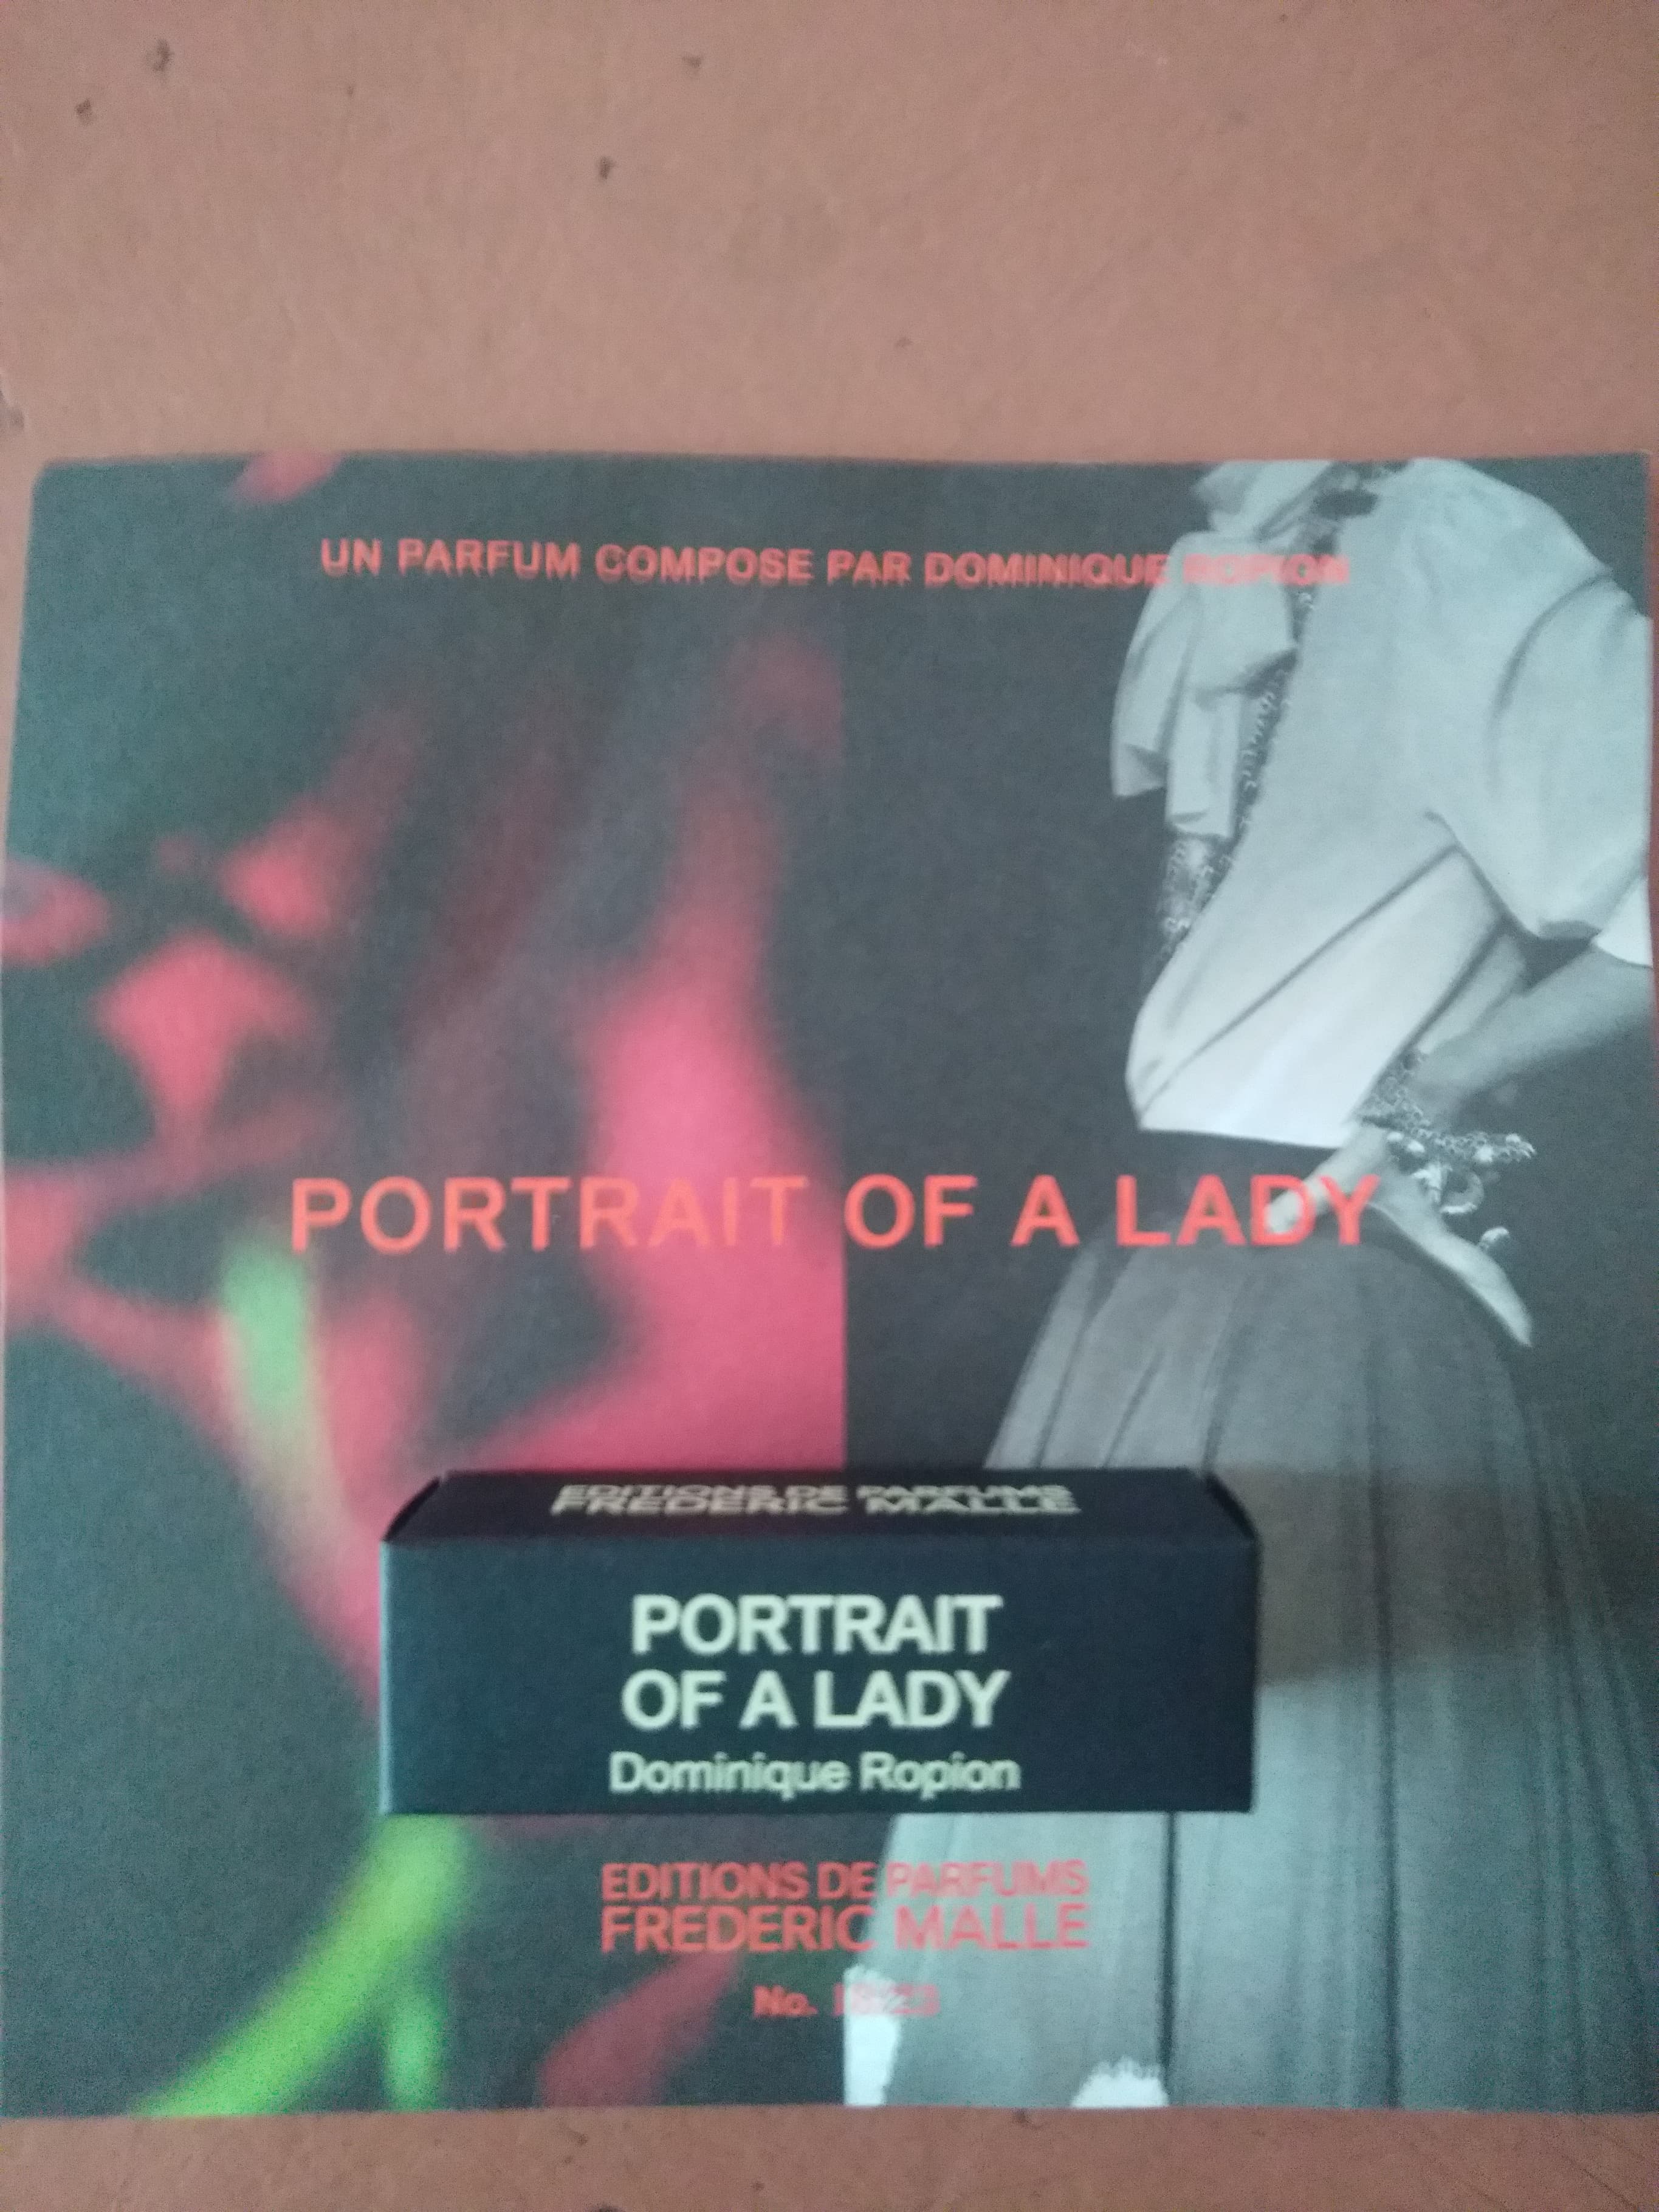 UN PARFUM COMPOSE PAR DOMINIQUE ROPION
PORTRAIT OF A LADY
EDITIONS DE PARFUMS
FREDERIC MALLE
PORTRAIT
OF A LADY
Dominique Ropion
EDITIONS DE PARFUMS
FREDERIC MALLE
No.